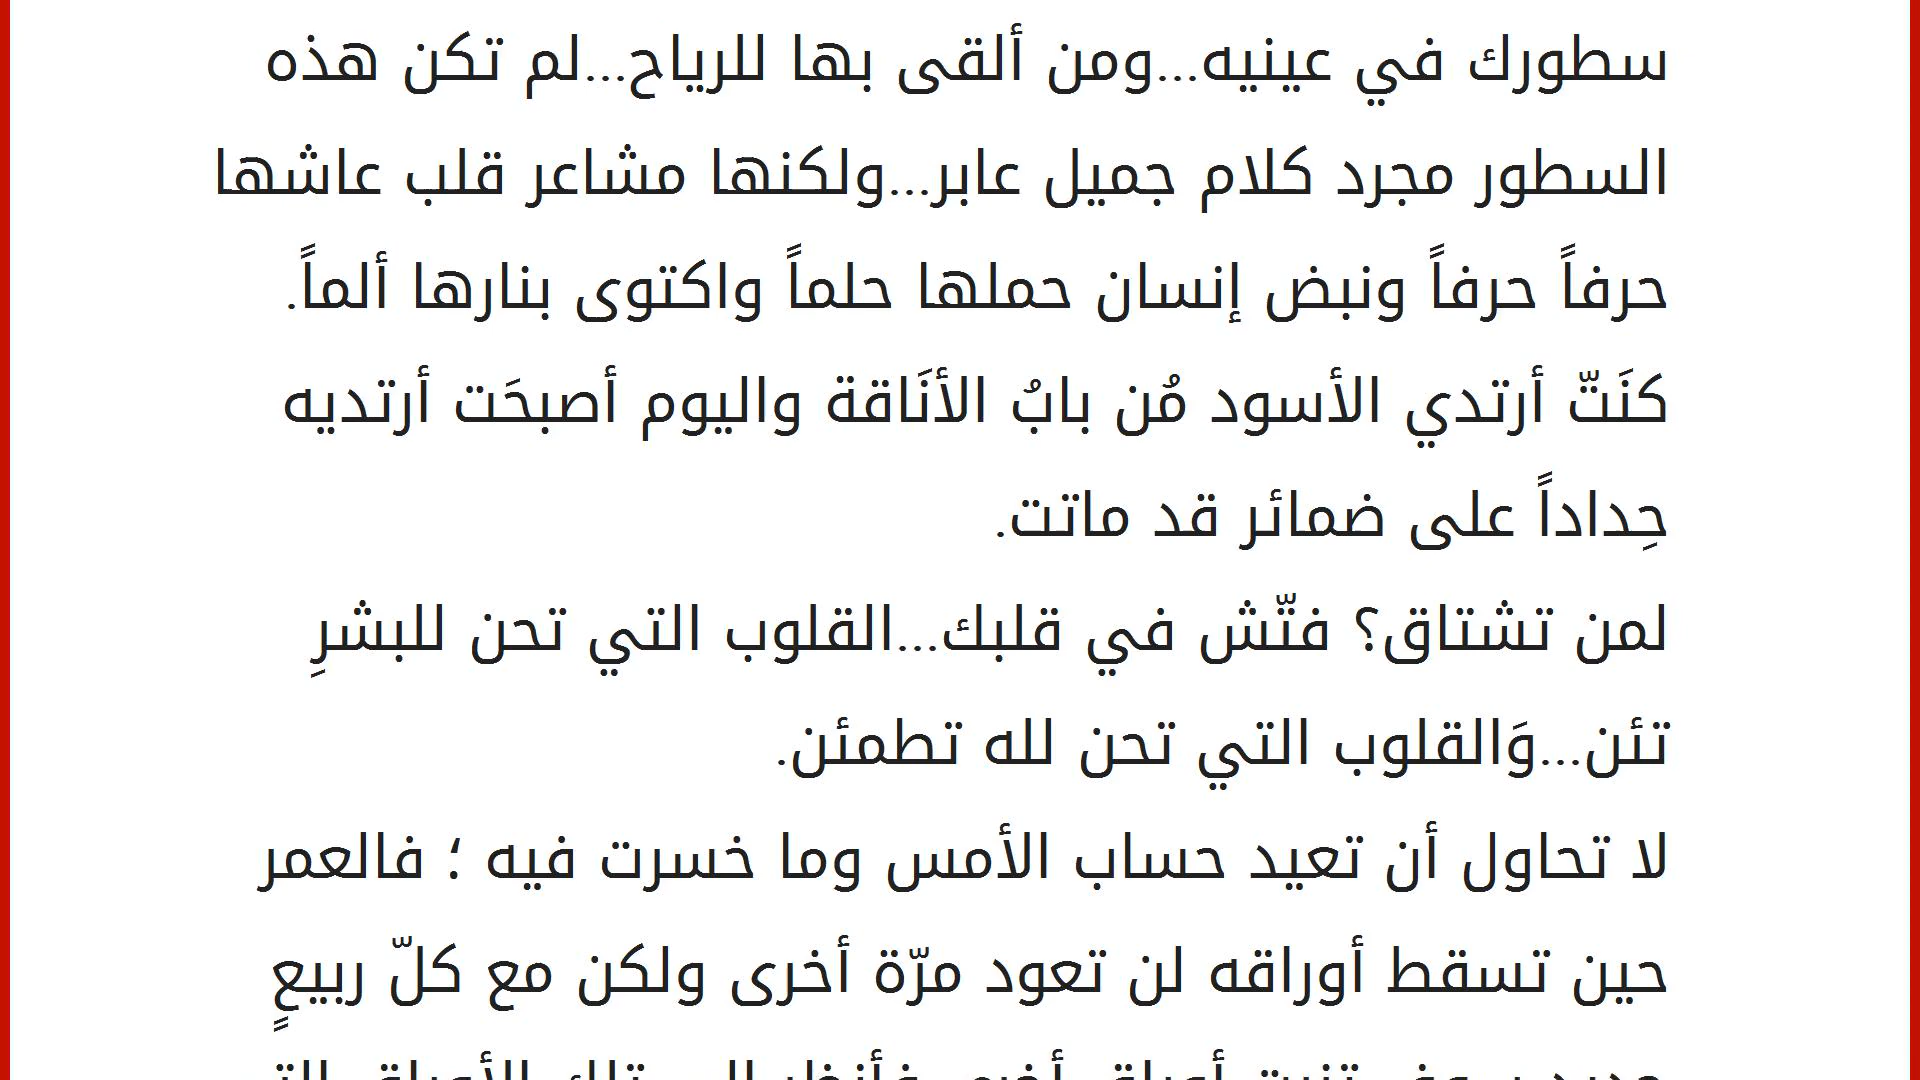 سطورك في عينيه...ومن ألقى بها للرياح...لم تكن هذه
السطور مجرد كلام جميل عابر...ولكنها مشاعر قلب عاشها
حرفاً حرفاً ونبض إنسان حملها حلماً واكتوى بنارها ألماً.
كنَتّ أرتدي الأسود مُن بابُ الأنَاقة واليوم أصبحَت أرتديه
حِداداً على ضمائر قد ماتت.
لمن تشتاق؟ فتّش في قلبك...القلوب التي تحن للبشرِ
تئن...وَالقلوب التي تحن لله تطمئن.
لا تحاول أن تعيد حساب الأمس وما خسرت فيه ؛ فالعمر
حين تسقط أوراقه لن تعود مرّة أخرى ولكن مع كلّ ربيعٍ